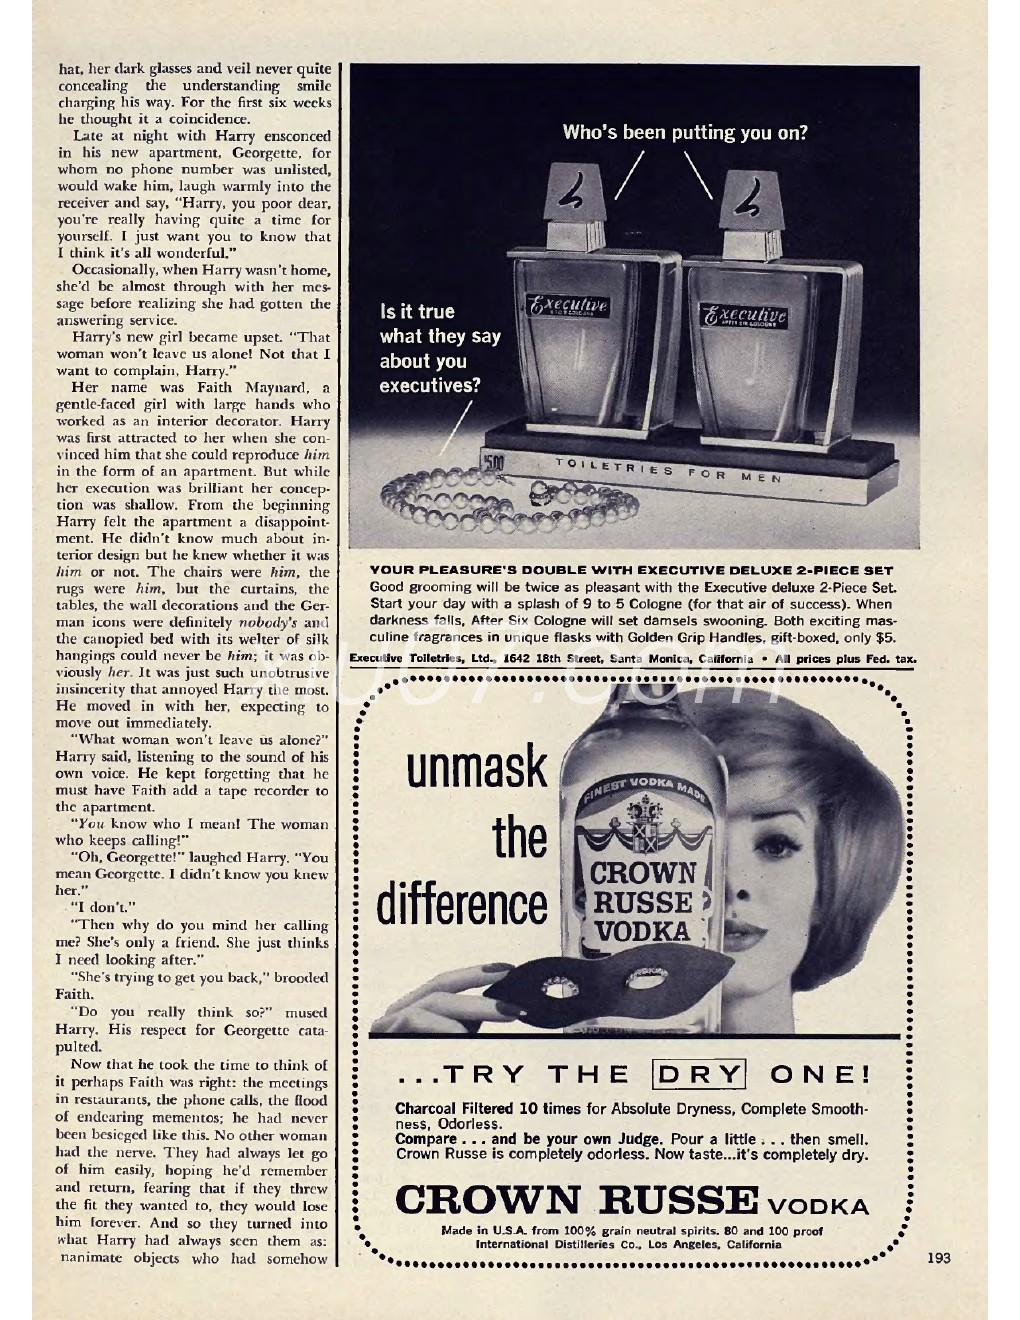 hat, her dark glasses and veil never quite
concealing the understanding smile
charging his way. For the first six weeks
he thought it a coincidence.
Late at night with Harry ensconced
in his new apartment, Georgette, for
whom no phone number was unlisted,
would wake him, laugh warmly into the
receiver and say, "Harry, you poor dear,
you're really having quite a time for
yourself. I just want you to know that
I think it's all wonderful."
Occasionally, when Harry wasn't home,
she'd be almost through with her mes-
sage before realizing she had gotten the
answering service.
Harry's new girl became upset. "That
woman won't leave us alone! Not that I
want to complain, Harry."
Her name was Faith Maynard, a
gentle-faced girl with large hands who
worked as an interior decorator. Harry
was first attracted to her when she con-
vinced him that she could reproduce him
in the form of an apartment. But while
her execution was brilliant her concep-
tion was shallow. From the beginning
Harry felt the apartment a disappoint-
ment. He didn't know much about in-
terior design but he knew whether it was
him or not. The chairs were him, the
rugs were him, but the curtains, the
tables, the wall decorations and the Ger-
man icons were definitely nobody's and
the canopied bed with its welter of silk
hangings could never be him; it was ob-
viously her. It was just such unobtrusive
insincerity that annoyed Harry the most.
He moved in with her, expecting to
move out immediately.
"What woman won't leave us alone?"
Harry said, listening to the sound of his
own voice. He kept forgetting that he
must have Faith add a tape recorder to
the apartment.
"You know who I mean! The woman
who keeps calling!"
"Oh, Georgette!" laughed Harry. "You
mean Georgette. I didn't know you knew
her."
"I don't."
"Then why do you mind her calling
me? She's only a friend. She just thinks
I need looking after."
"She's trying to get you back," brooded
Faith.
"Do you really think so?" mused
Harry. His respect for Georgette cata-
pulted.
Now that he took the time to think of
it perhaps Faith was right: the meetings
in restaurants, the phone calls, the flood
of endearing mementos; he had never
been besieged like this. No other woman
had the nerve. They had always let go
of him easily, hoping he'd remember
and return, fearing that if they threw
the fit they wanted to, they would lose
him forever. And so they turned into
what Harry had always seen them as:
nanimate objects who had somehow
Who's been putting you on?
Is it true
what they say
about you
executives?
Executive
9 TO 5 COLOGNE
Executive
AFTER SIX COLOGNE
$5.00
TOILETRIES FOR MEN
YOUR PLEASURE'S DOUBLE WITH EXECUTIVE DELUXE 2-PIECE SET
Good grooming will be twice as pleasant with the Executive deluxe 2-Piece Set.
Start your day with a splash of 9 to 5 Cologne (for that air of success). When
darkness falls, After Six Cologne will set damsels swooning. Both exciting mas-
culine fragrances in unique flasks with Golden Grip Handles, gift-boxed, only $5.
Executive Toiletries, Ltd., 1642 18th Street, Santa Monica, California • All prices plus Fed. tax.
unmask
the
difference
FINEST VODKA MADE
CROWN
RUSSE
VODKA
...TRY THE DRY ONE!
Charcoal Filtered 10 times for Absolute Dryness, Complete Smooth-
ness, Odorless.
Compare . . . and be your own Judge. Pour a little . . . then smell.
Crown Russe is completely odorless. Now taste...it's completely dry.
CROWN RUSSE VODKA
Made in U.S.A. from 100% grain neutral spirits. 80 and 100 proof
International Distilleries Co., Los Angeles, California
193